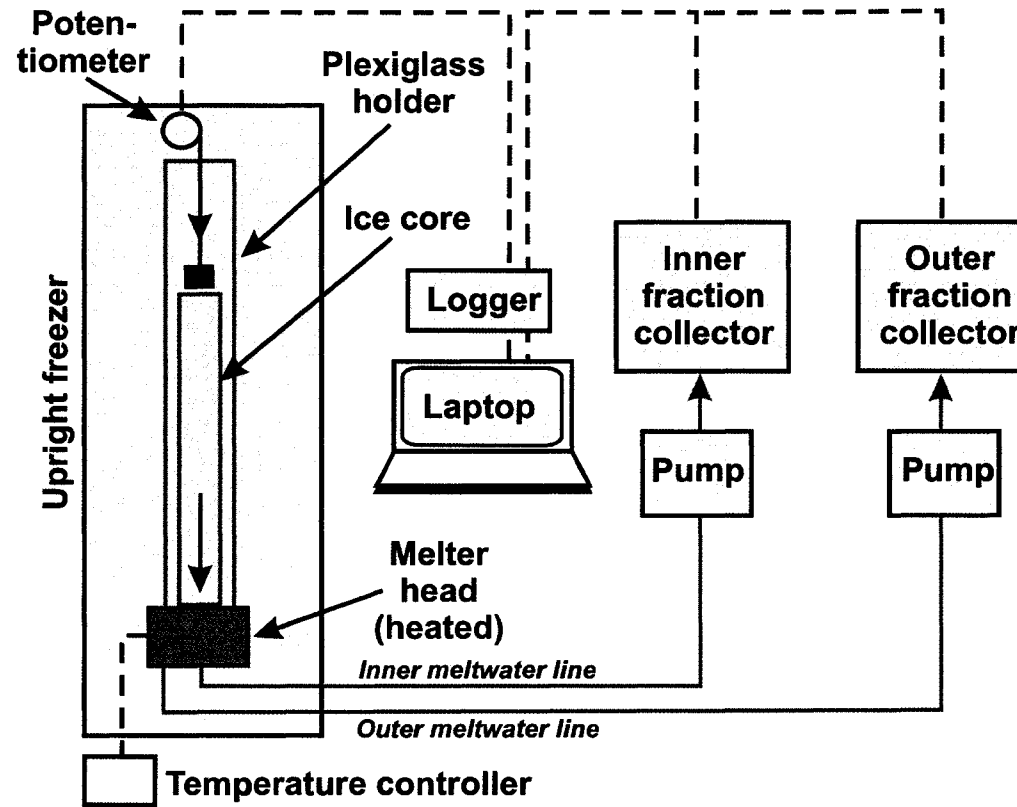 Poten-
tiometer
Plexiglass
holder
Ice core
Upright freezer
Logger
Laptop
Inner
fraction
collector
Outer
fraction
collector
Pump
Pump
Melter
head
(heated)
Inner meltwater line
Outer meltwater line
Temperature controller